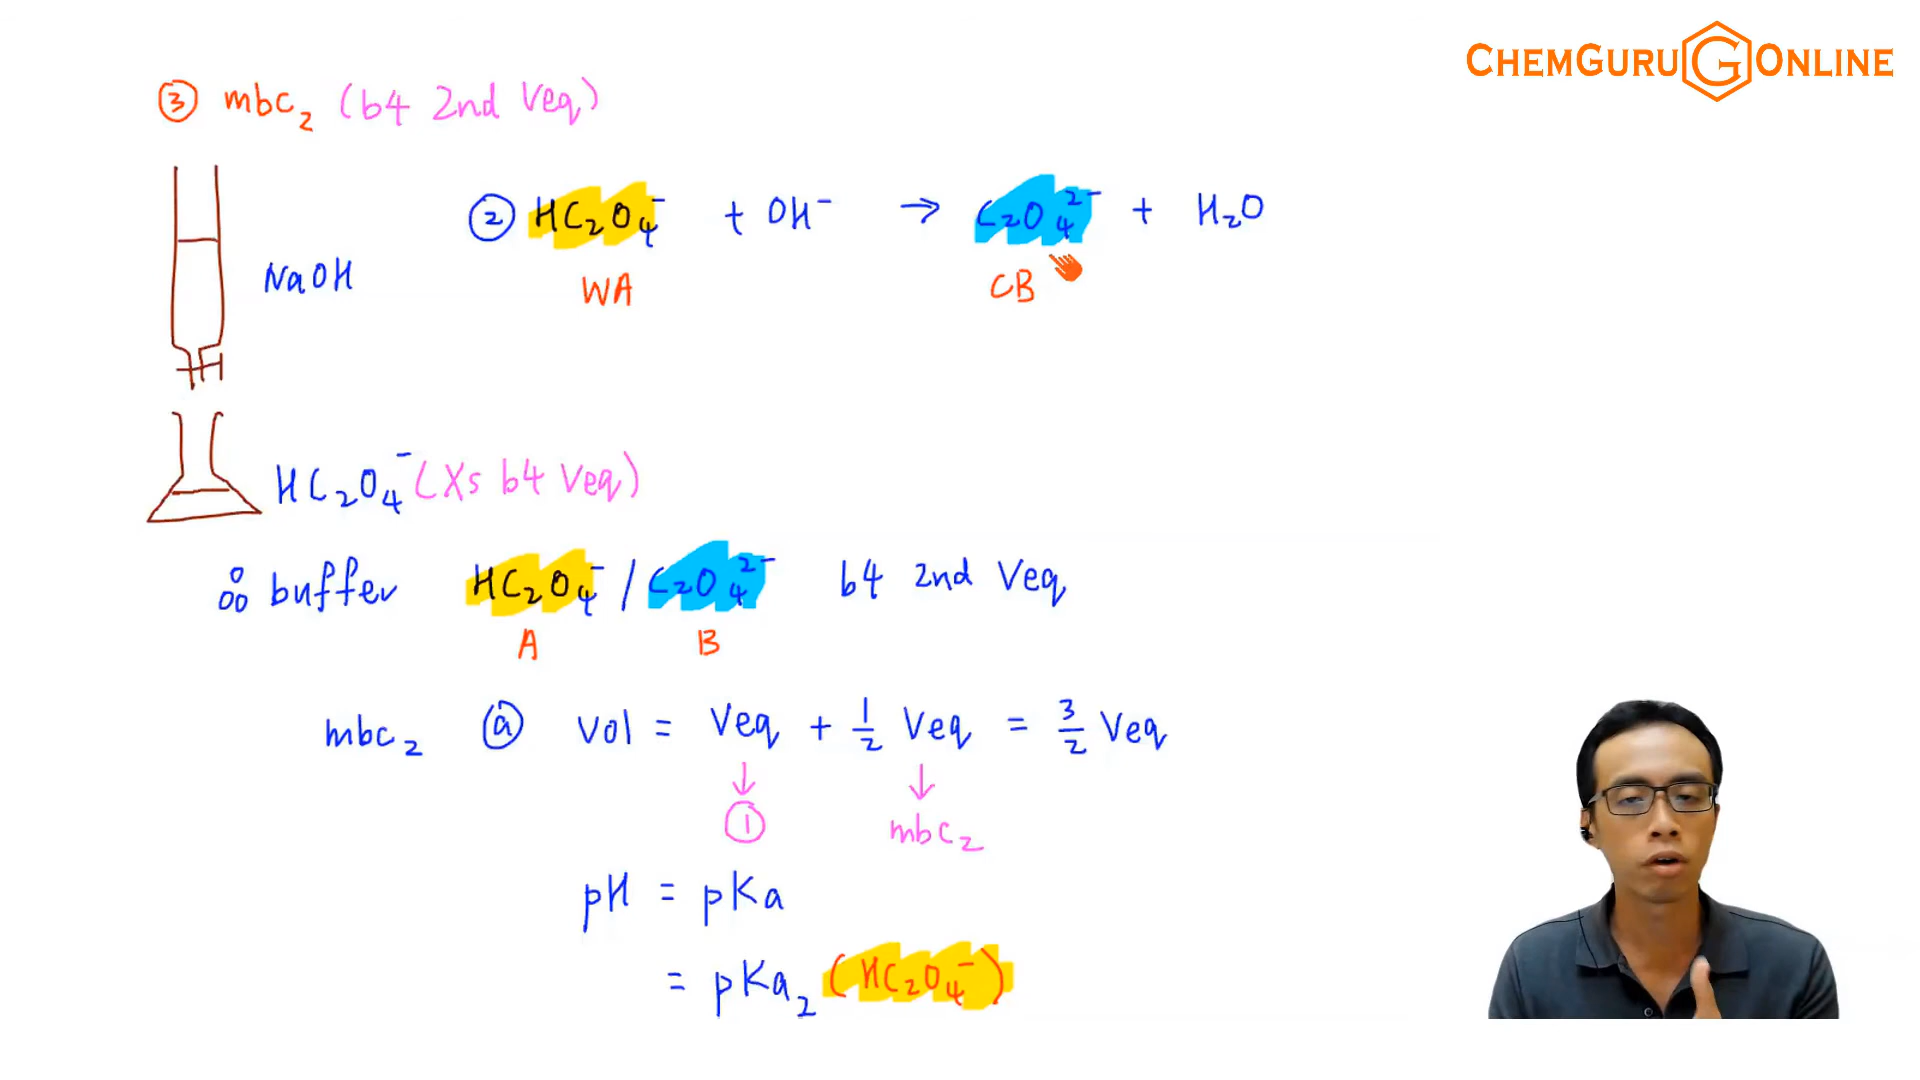 CHEMGURU G ONLINE
③ mbc₂ (b4 2nd Veq)
② HC₂O₄⁻ + OH⁻ → C₂O₄²⁻ + H₂O
WA CB
NaOH
HC₂O₄⁻ (Xs b4 Veq)
buffer HC₂O₄⁻ / C₂O₄²⁻ b4 2nd Veq
A B
mbc₂ @ vol = Veq + 1/2 Veq = 3/2 Veq
↓ ↓
① mbc₂
pH = pKa
= pKa₂ (HC₂O₄⁻)